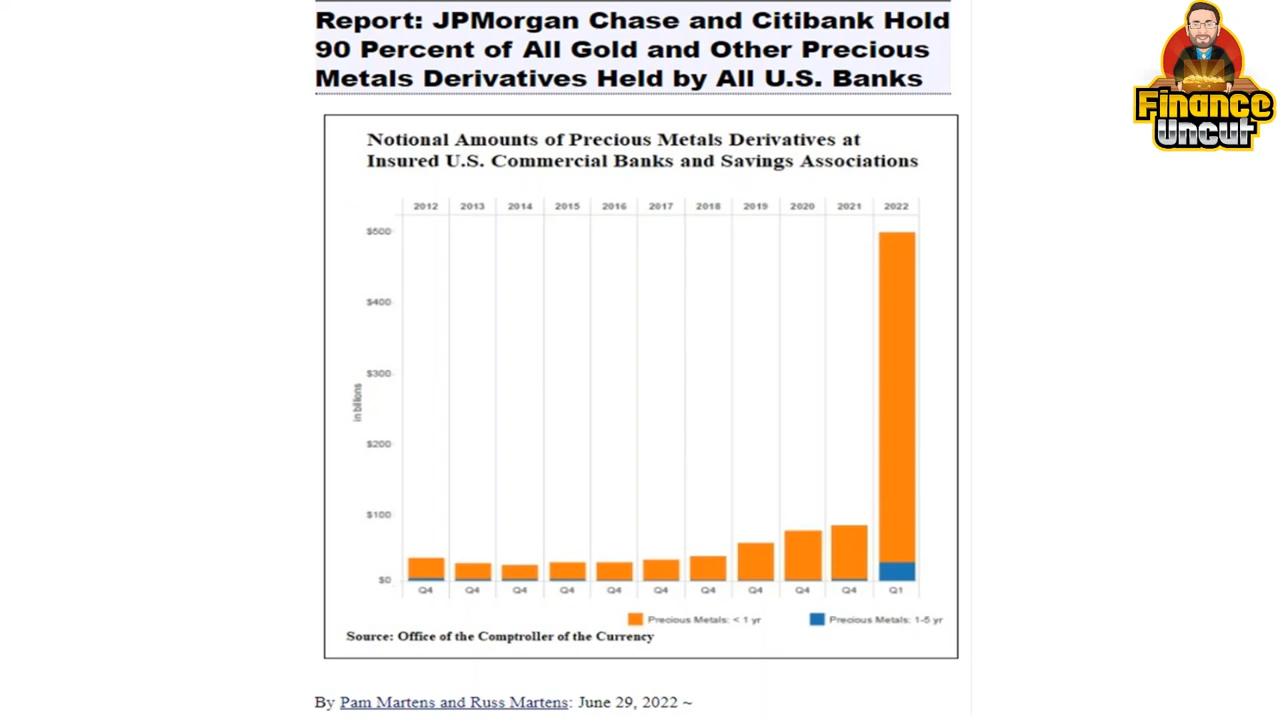 Report: JPMorgan Chase and Citibank Hold
90 Percent of All Gold and Other Precious
Metals Derivatives Held by All U.S. Banks
Finance
Uncut
Notional Amounts of Precious Metals Derivatives at
Insured U.S. Commercial Banks and Savings Associations
2012 2013 2014 2015 2016 2017 2018 2019 2020 2021 2022
$500
$400
$300
in billions
$200
$100
$0
Q4 Q4 Q4 Q4 Q4 Q4 Q4 Q4 Q4 Q4 Q1
Precious Metals: < 1 yr Precious Metals: 1-5 yr
Source: Office of the Comptroller of the Currency
By Pam Martens and Russ Martens: June 29, 2022 ~